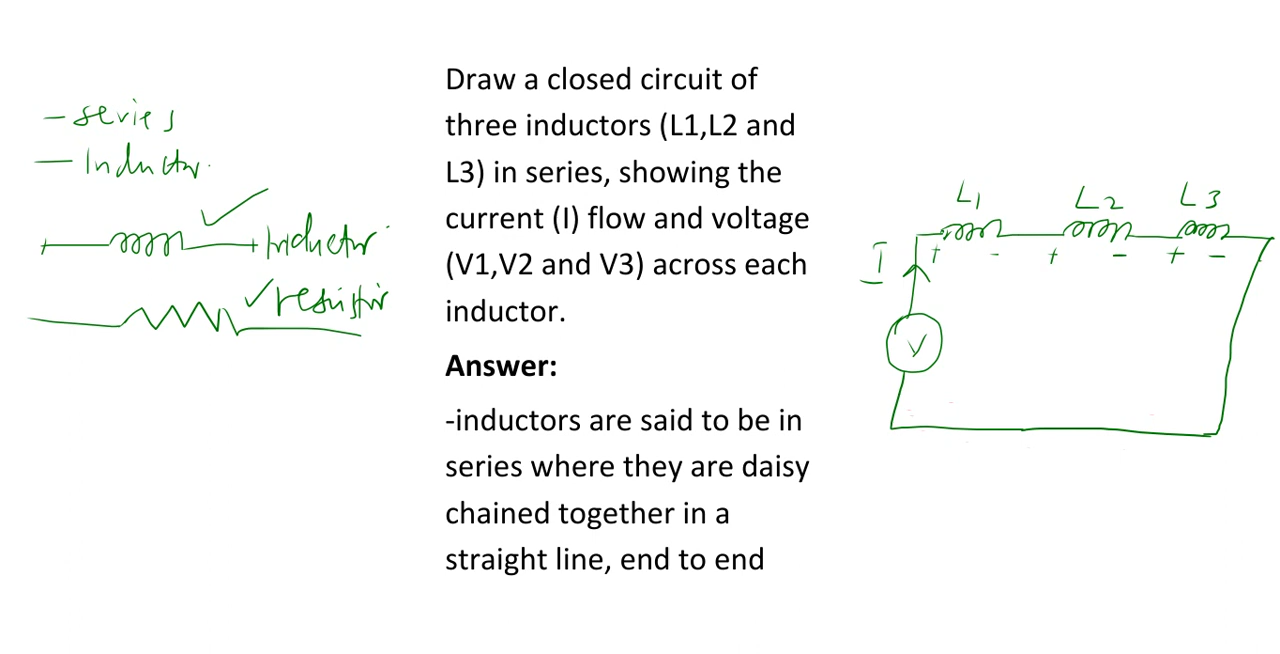 - series
- Inductor.
+ Inductor
resistor
Draw a closed circuit of
three inductors (L1,L2 and
L3) in series, showing the
current (I) flow and voltage
(V1,V2 and V3) across each
inductor.
Answer:
-inductors are said to be in
series where they are daisy
chained together in a
straight line, end to end
L1 L2 L3
I + - + - + -
V